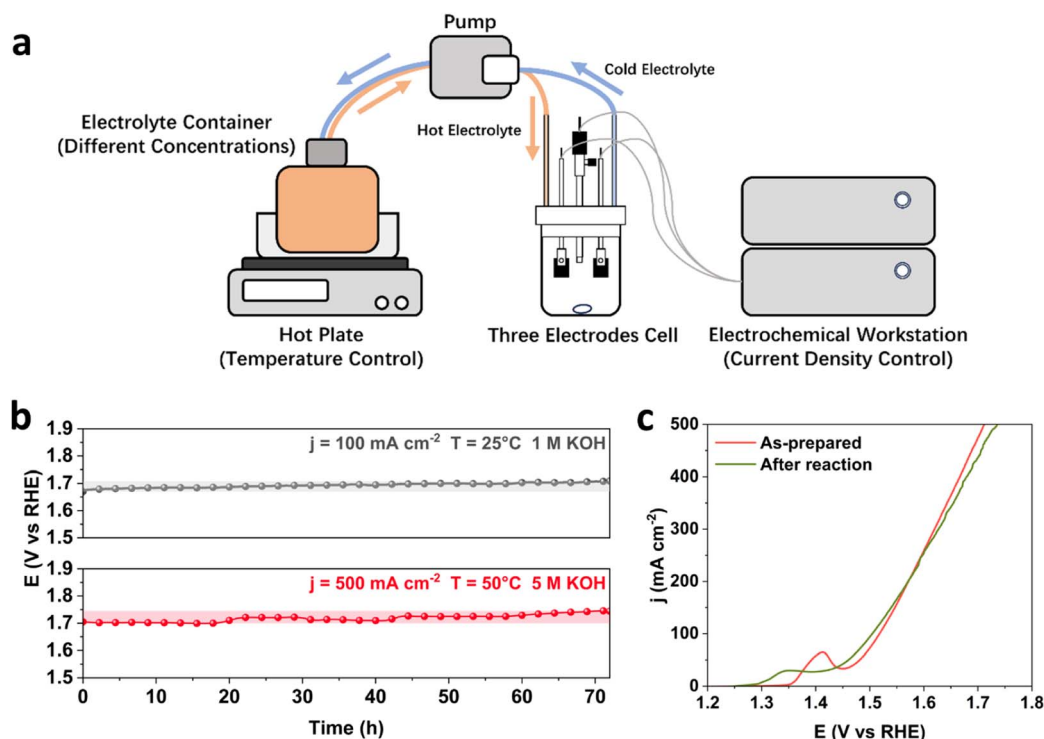 a
Pump
Cold Electrolyte
Hot Electrolyte
Electrolyte Container
(Different Concentrations)
Hot Plate
(Temperature Control)
Three Electrodes Cell
Electrochemical Workstation
(Current Density Control)
b
E (V vs RHE)
1.9
1.8
1.7
1.6
1.5
j = 100 mA cm⁻² T = 25°C 1 M KOH
1.9
1.8
1.7
1.6
1.5
j = 500 mA cm⁻² T = 50°C 5 M KOH
0 10 20 30 40 50 60 70
Time (h)
c
j (mA cm⁻²)
500
400
300
200
100
0
As-prepared
After reaction
1.2 1.3 1.4 1.5 1.6 1.7 1.8
E (V vs RHE)